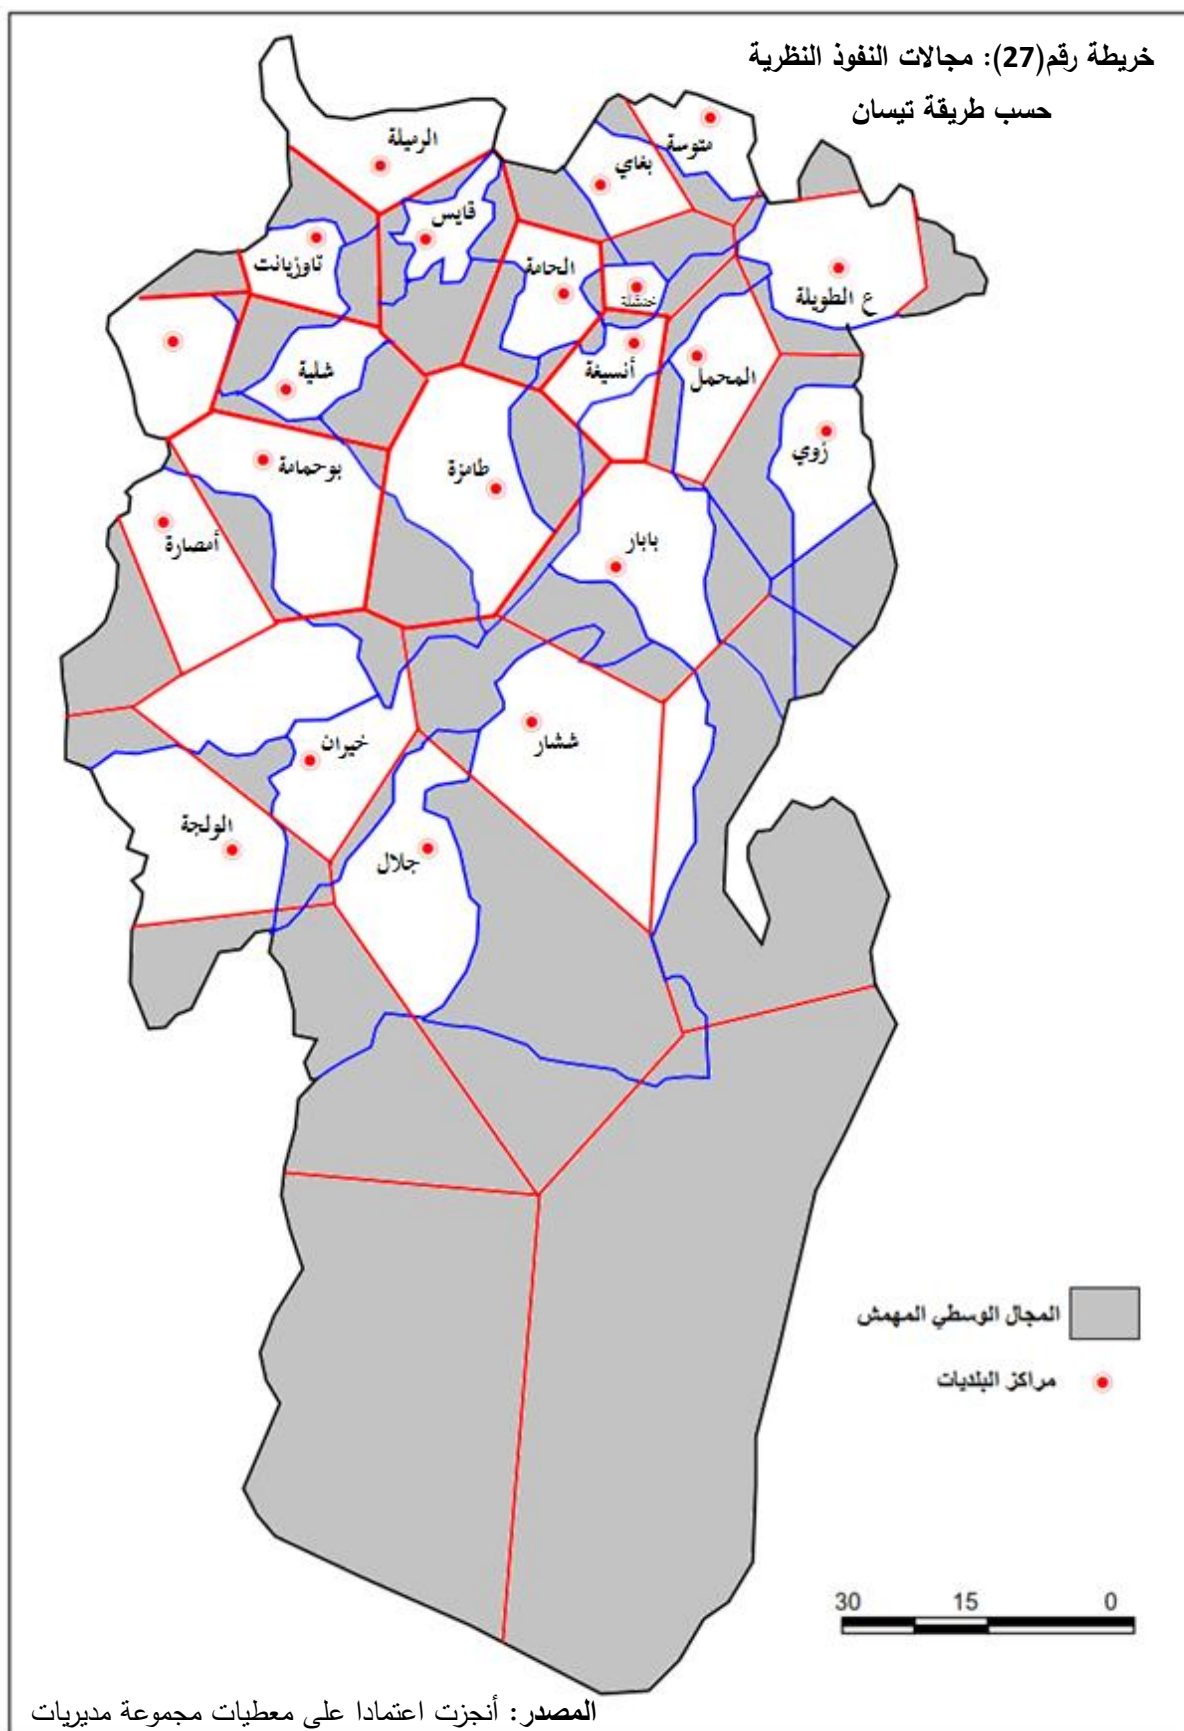 خريطة رقم(27): مجالات النفوذ النظرية
حسب طريقة تيسان
متوسة
الرميلة
بغاي
قايس
تاوزيانت
الحامة
ع الطويلة
خنشلة
شلية
أنسيغة
المحمل
زوي
بوحمامة
طامزة
أمصارة
بابار
خيران
ششار
الولجة
جلال
المجال الوسطي المهمش
مراكز البلديات
30 15 0
المصدر: أنجزت اعتمادا على معطيات مجموعة مديريات